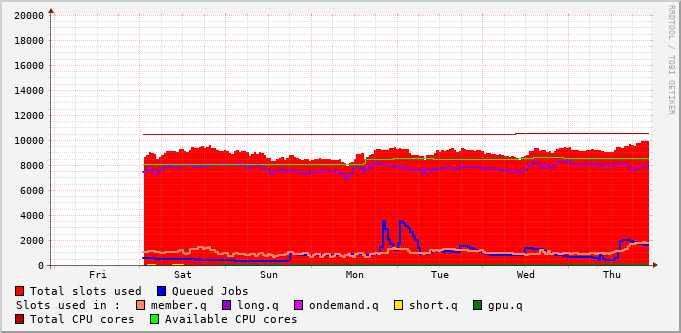 RRDTOOL / TOBI OETIKER
20000
18000
16000
14000
12000
10000
8000
6000
4000
2000
0
Fri Sat Sun Mon Tue Wed Thu
Total slots used Queued Jobs
Slots used in : member.q long.q ondemand.q short.q gpu.q
Total CPU cores Available CPU cores